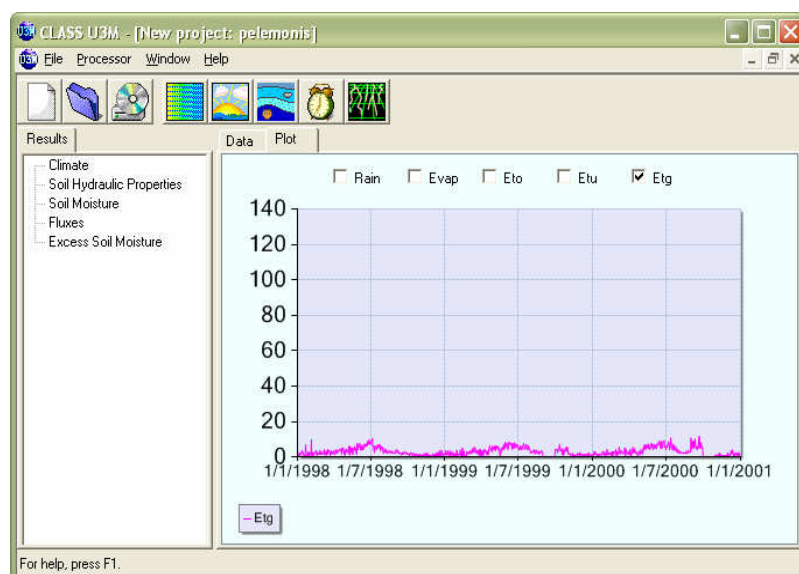 CLASS U3M - [New project: pelemonis]
File Processor Window Help
Results
Data Plot
Climate
Soil Hydraulic Properties
Soil Moisture
Fluxes
Excess Soil Moisture
Rain Evap Eto Etu Etg
140
120
100
80
60
40
20
0
1/1/1998 1/7/1998 1/1/1999 1/7/1999 1/1/2000 1/7/2000 1/1/2001
Etg
For help, press F1.